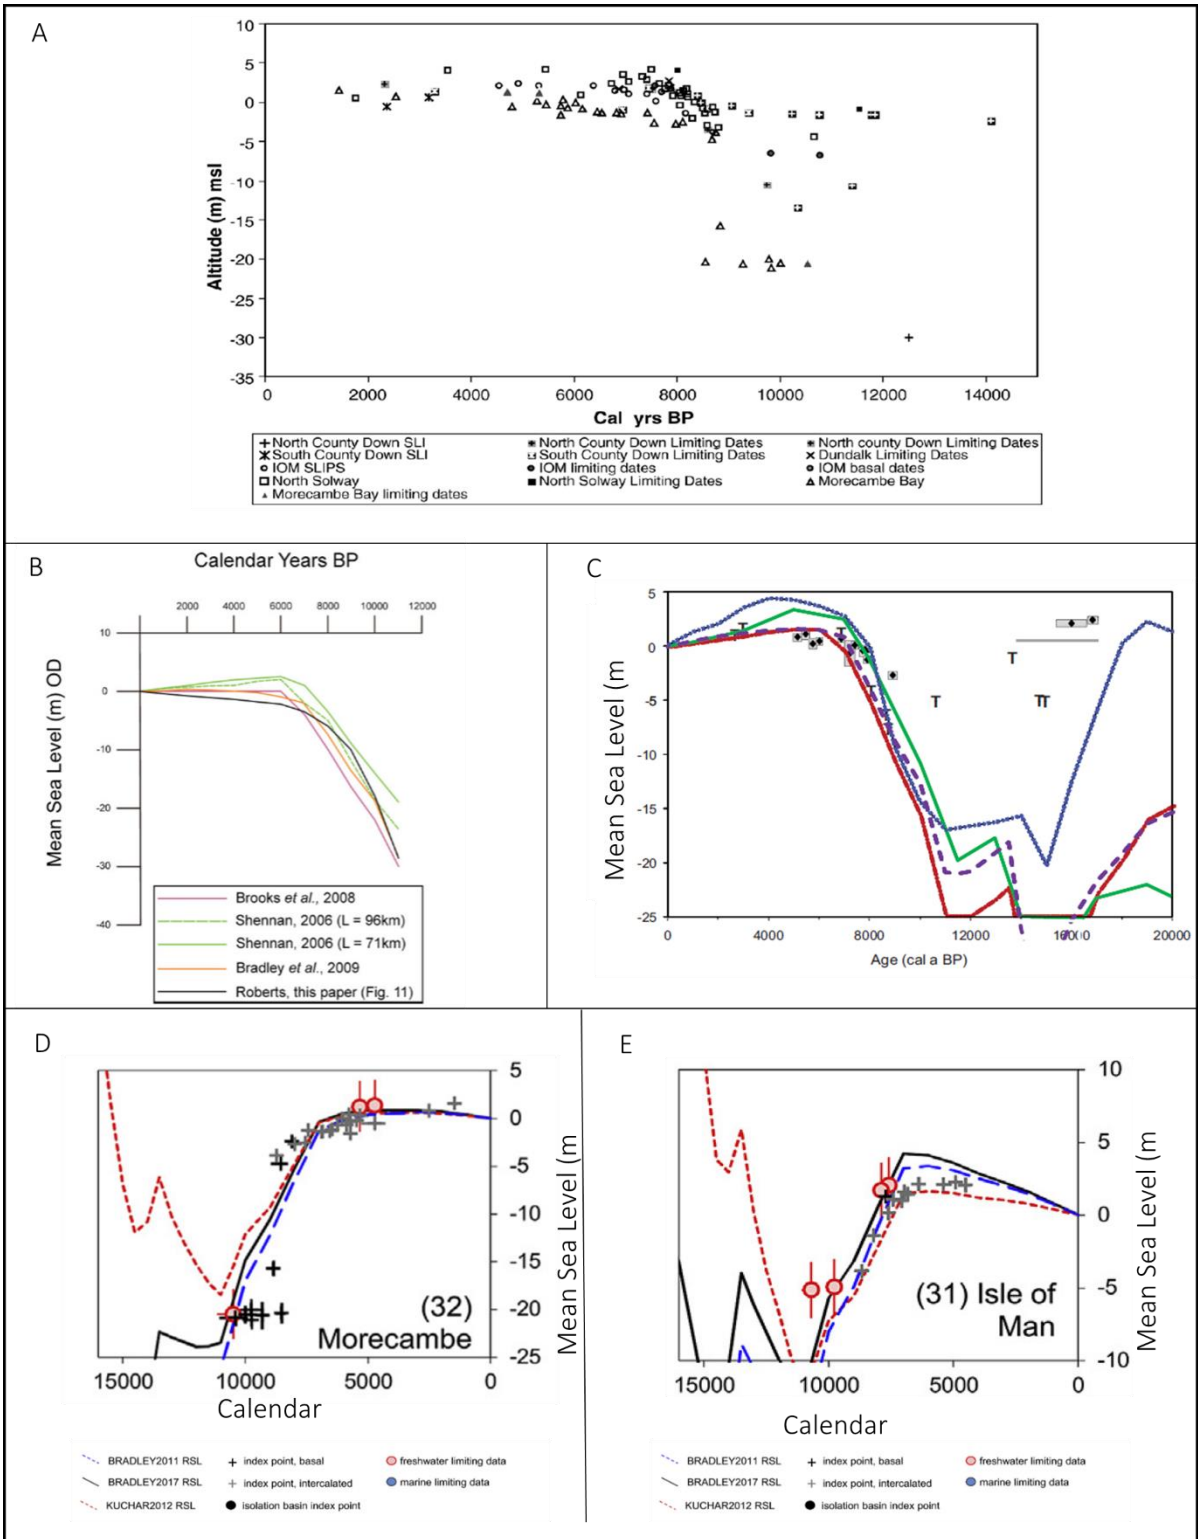 A
10
5
0
-5
-10
-15
-20
-25
-30
-35
Altitude (m) msl
0 2000 4000 6000 8000 10000 12000 14000
Cal yrs BP
North County Down SLI North County Down Limiting Dates North county Down Limiting Dates
South County Down SLI South County Down Limiting Dates Dundalk Limiting Dates
IOM SLIPS IOM limiting dates IOM basal dates
North Solway North Solway Limiting Dates Morecambe Bay
Morecambe Bay limiting dates
B
Calendar Years BP
2000 4000 6000 8000 10000 12000
10
0
-10
-20
-30
-40
Mean Sea Level (m) OD
Brooks et al., 2008
Shennan, 2006 (L = 96km)
Shennan, 2006 (L = 71km)
Bradley et al., 2009
Roberts, this paper (Fig. 11)
C
5
0
-5
-10
-15
-20
-25
Mean Sea Level (m
T
T
T
T
T
TT
0 4000 8000 12000 16000 20000
Age (cal a BP)
D
5
0
-5
-10
-15
-20
-25
Mean Sea Level (m
(32)
Morecambe
15000 10000 5000 0
Calendar
BRADLEY2011 RSL index point, basal freshwater limiting data
BRADLEY2017 RSL index point, intercalated marine limiting data
KUCHAR2012 RSL isolation basin index point
E
10
5
0
-5
-10
Mean Sea Level (m
(31) Isle of
Man
15000 10000 5000 0
Calendar
BRADLEY2011 RSL index point, basal freshwater limiting data
BRADLEY2017 RSL index point, intercalated marine limiting data
KUCHAR2012 RSL isolation basin index point